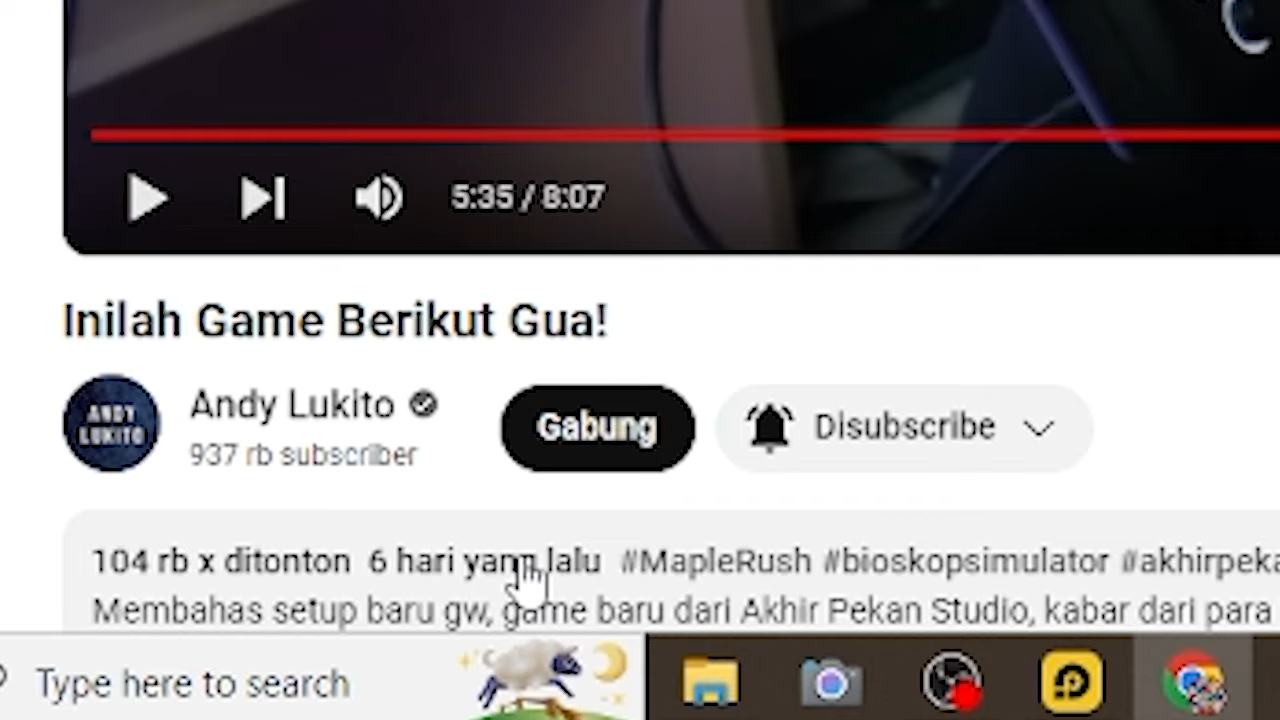 5:35 / 8:07
Inilah Game Berikut Gua!
ANDY
LUKITO
Andy Lukito
937 rb subscriber
Gabung
Disubscribe
104 rb x ditonton 6 hari yang lalu #MapleRush #bioskopsimulator #akhirpeka
Membahas setup baru gw, game baru dari Akhir Pekan Studio, kabar dari para
Type here to search